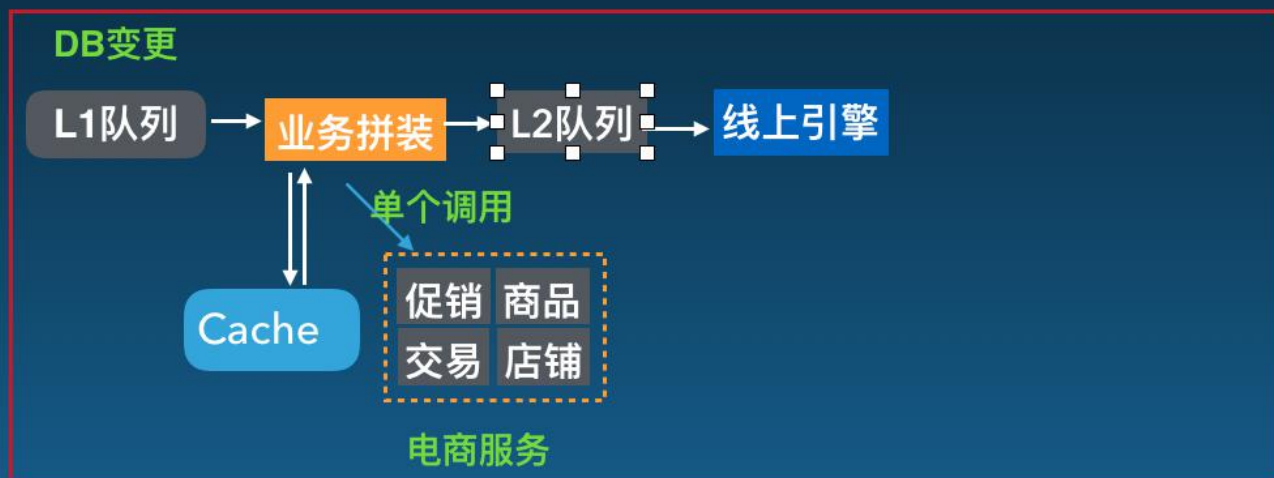 DB变更
L1队列
业务拼装
L2队列
线上引擎
单个调用
Cache
促销
商品
交易
店铺
电商服务